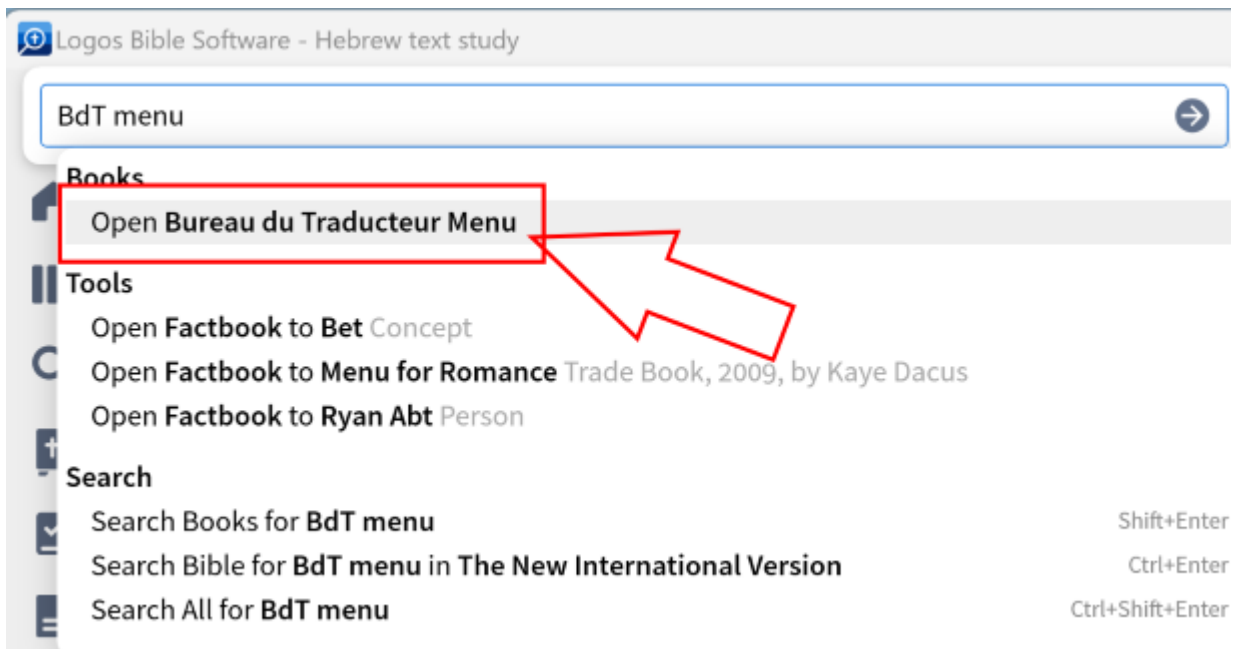 Logos Bible Software - Hebrew text study
BdT menu
Books
Open Bureau du Traducteur Menu
Tools
Open Factbook to Bet Concept
Open Factbook to Menu for Romance Trade Book, 2009, by Kaye Dacus
Open Factbook to Ryan Abt Person
Search
Search Books for BdT menu Shift+Enter
Search Bible for BdT menu in The New International Version Ctrl+Enter
Search All for BdT menu Ctrl+Shift+Enter